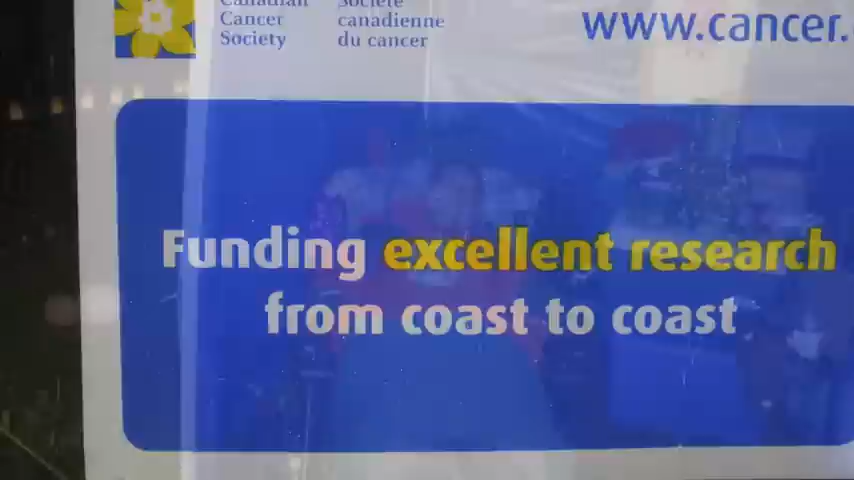 Canadian Société
Cancer canadienne
Society du cancer
www.cancer.
Funding excellent research
from coast to coast